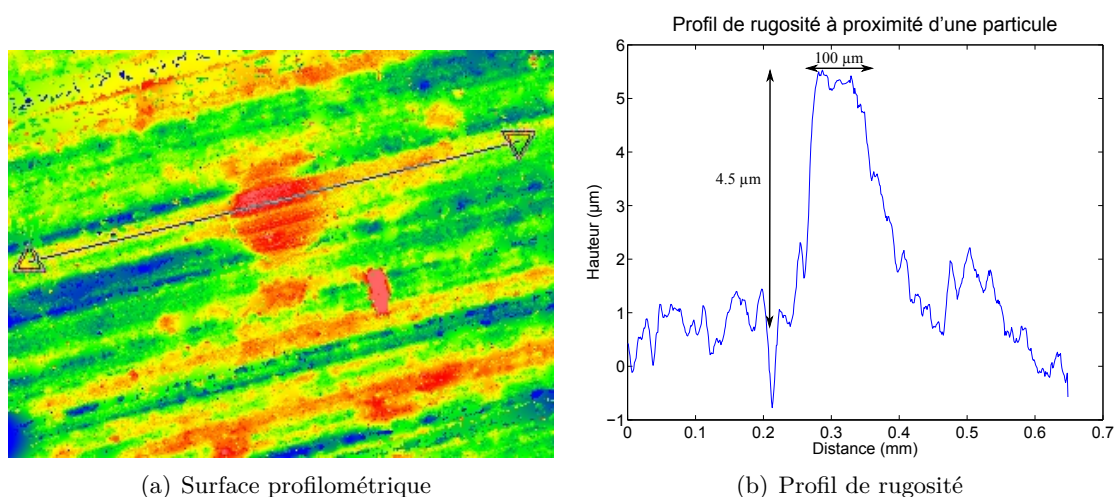 Profil de rugosité à proximité d'une particule
6
5
4
3
2
1
0
−1
Hauteur (µm)
100 µm
4.5 µm
0 0.1 0.2 0.3 0.4 0.5 0.6 0.7
Distance (mm)
(a) Surface profilométrique
(b) Profil de rugosité